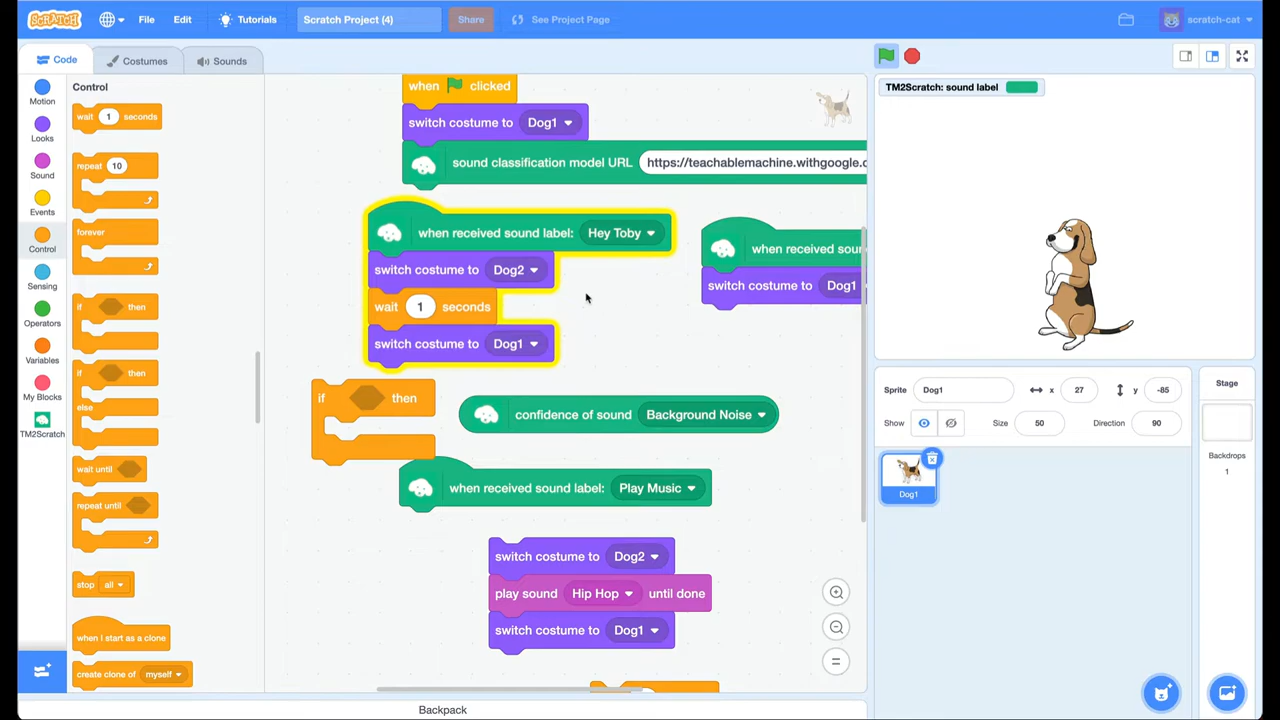 SCRATCH File Edit Tutorials Scratch Project (4) Share See Project Page scratch-cat
Code Costumes Sounds
Motion
Looks
Sound
Events
Control
Sensing
Operators
Variables
My Blocks
TM2Scratch
Control
wait 1 seconds
repeat 10
forever
if then
if then
else
wait until
repeat until
stop all
when I start as a clone
create clone of myself
when clicked
switch costume to Dog1
sound classification model URL https://teachablemachine.withgoogle.c
when received sound label: Hey Toby
switch costume to Dog2
wait 1 seconds
switch costume to Dog1
when received soun
switch costume to Dog1
if then
confidence of sound Background Noise
when received sound label: Play Music
switch costume to Dog2
play sound Hip Hop until done
switch costume to Dog1
Backpack
TM2Scratch: sound label
Sprite Dog1 x 27 y -85
Show Size 50 Direction 90
Dog1
Stage
Backdrops
1